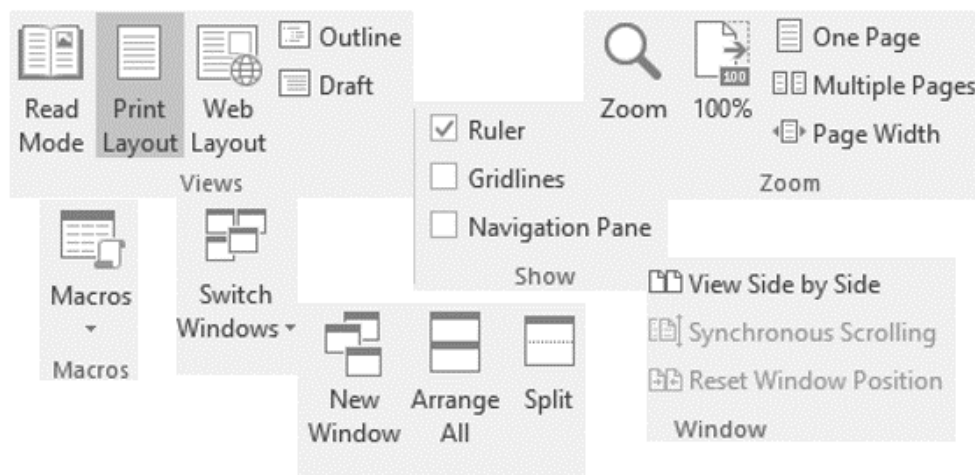 Read
Mode
Print
Layout
Web
Layout
Outline
Draft
Views
Ruler
Gridlines
Navigation Pane
Show
Zoom
100
100%
One Page
Multiple Pages
Page Width
Zoom
Macros
Macros
Switch
Windows
New
Window
Arrange
All
Split
View Side by Side
Synchronous Scrolling
Reset Window Position
Window